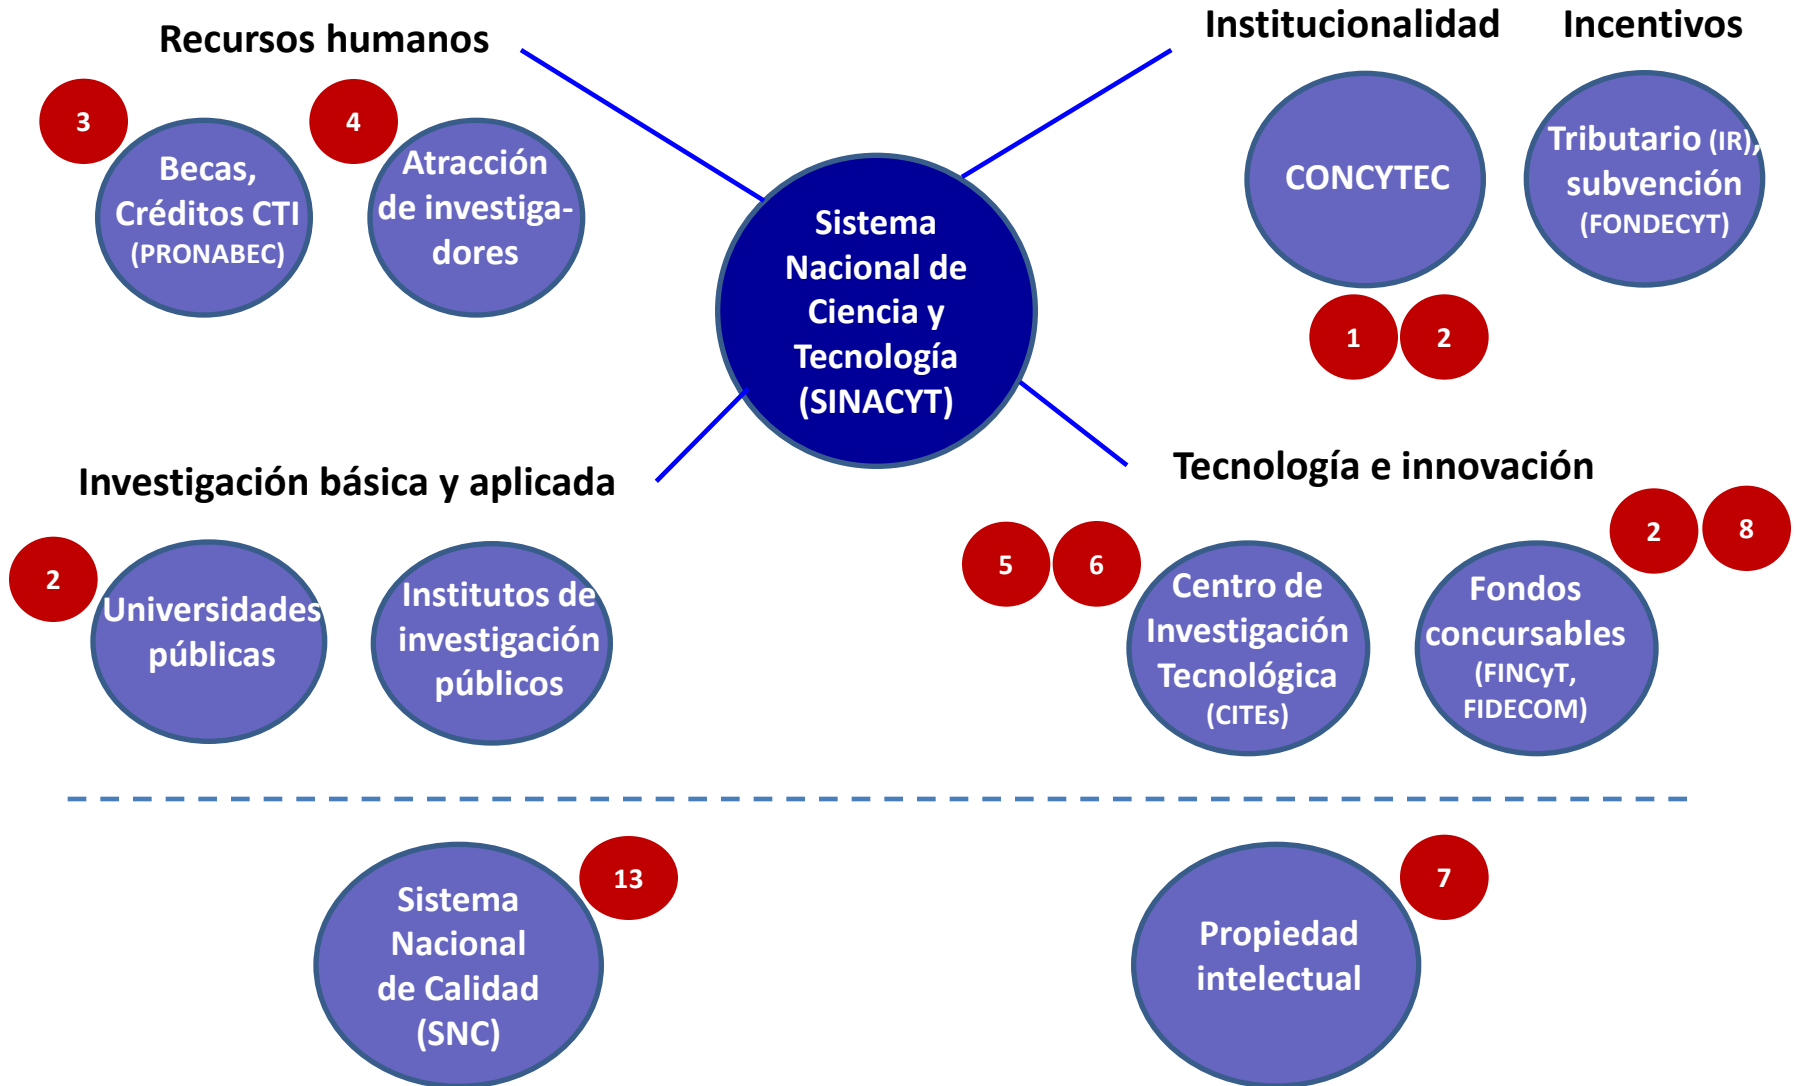 Recursos humanos
3
Becas,
Créditos CTI
(PRONABEC)
4
Atracción
de investiga-
dores
Institucionalidad
CONCYTEC
1
2
Incentivos
Tributario (IR),
subvención
(FONDECYT)
Sistema
Nacional de
Ciencia y
Tecnología
(SINACYT)
Investigación básica y aplicada
2
Universidades
públicas
Institutos de
investigación
públicos
Tecnología e innovación
5
6
Centro de
Investigación
Tecnológica
(CITEs)
2
8
Fondos
concursables
(FINCyT,
FIDECOM)
Sistema
Nacional
de Calidad
(SNC)
13
Propiedad
intelectual
7